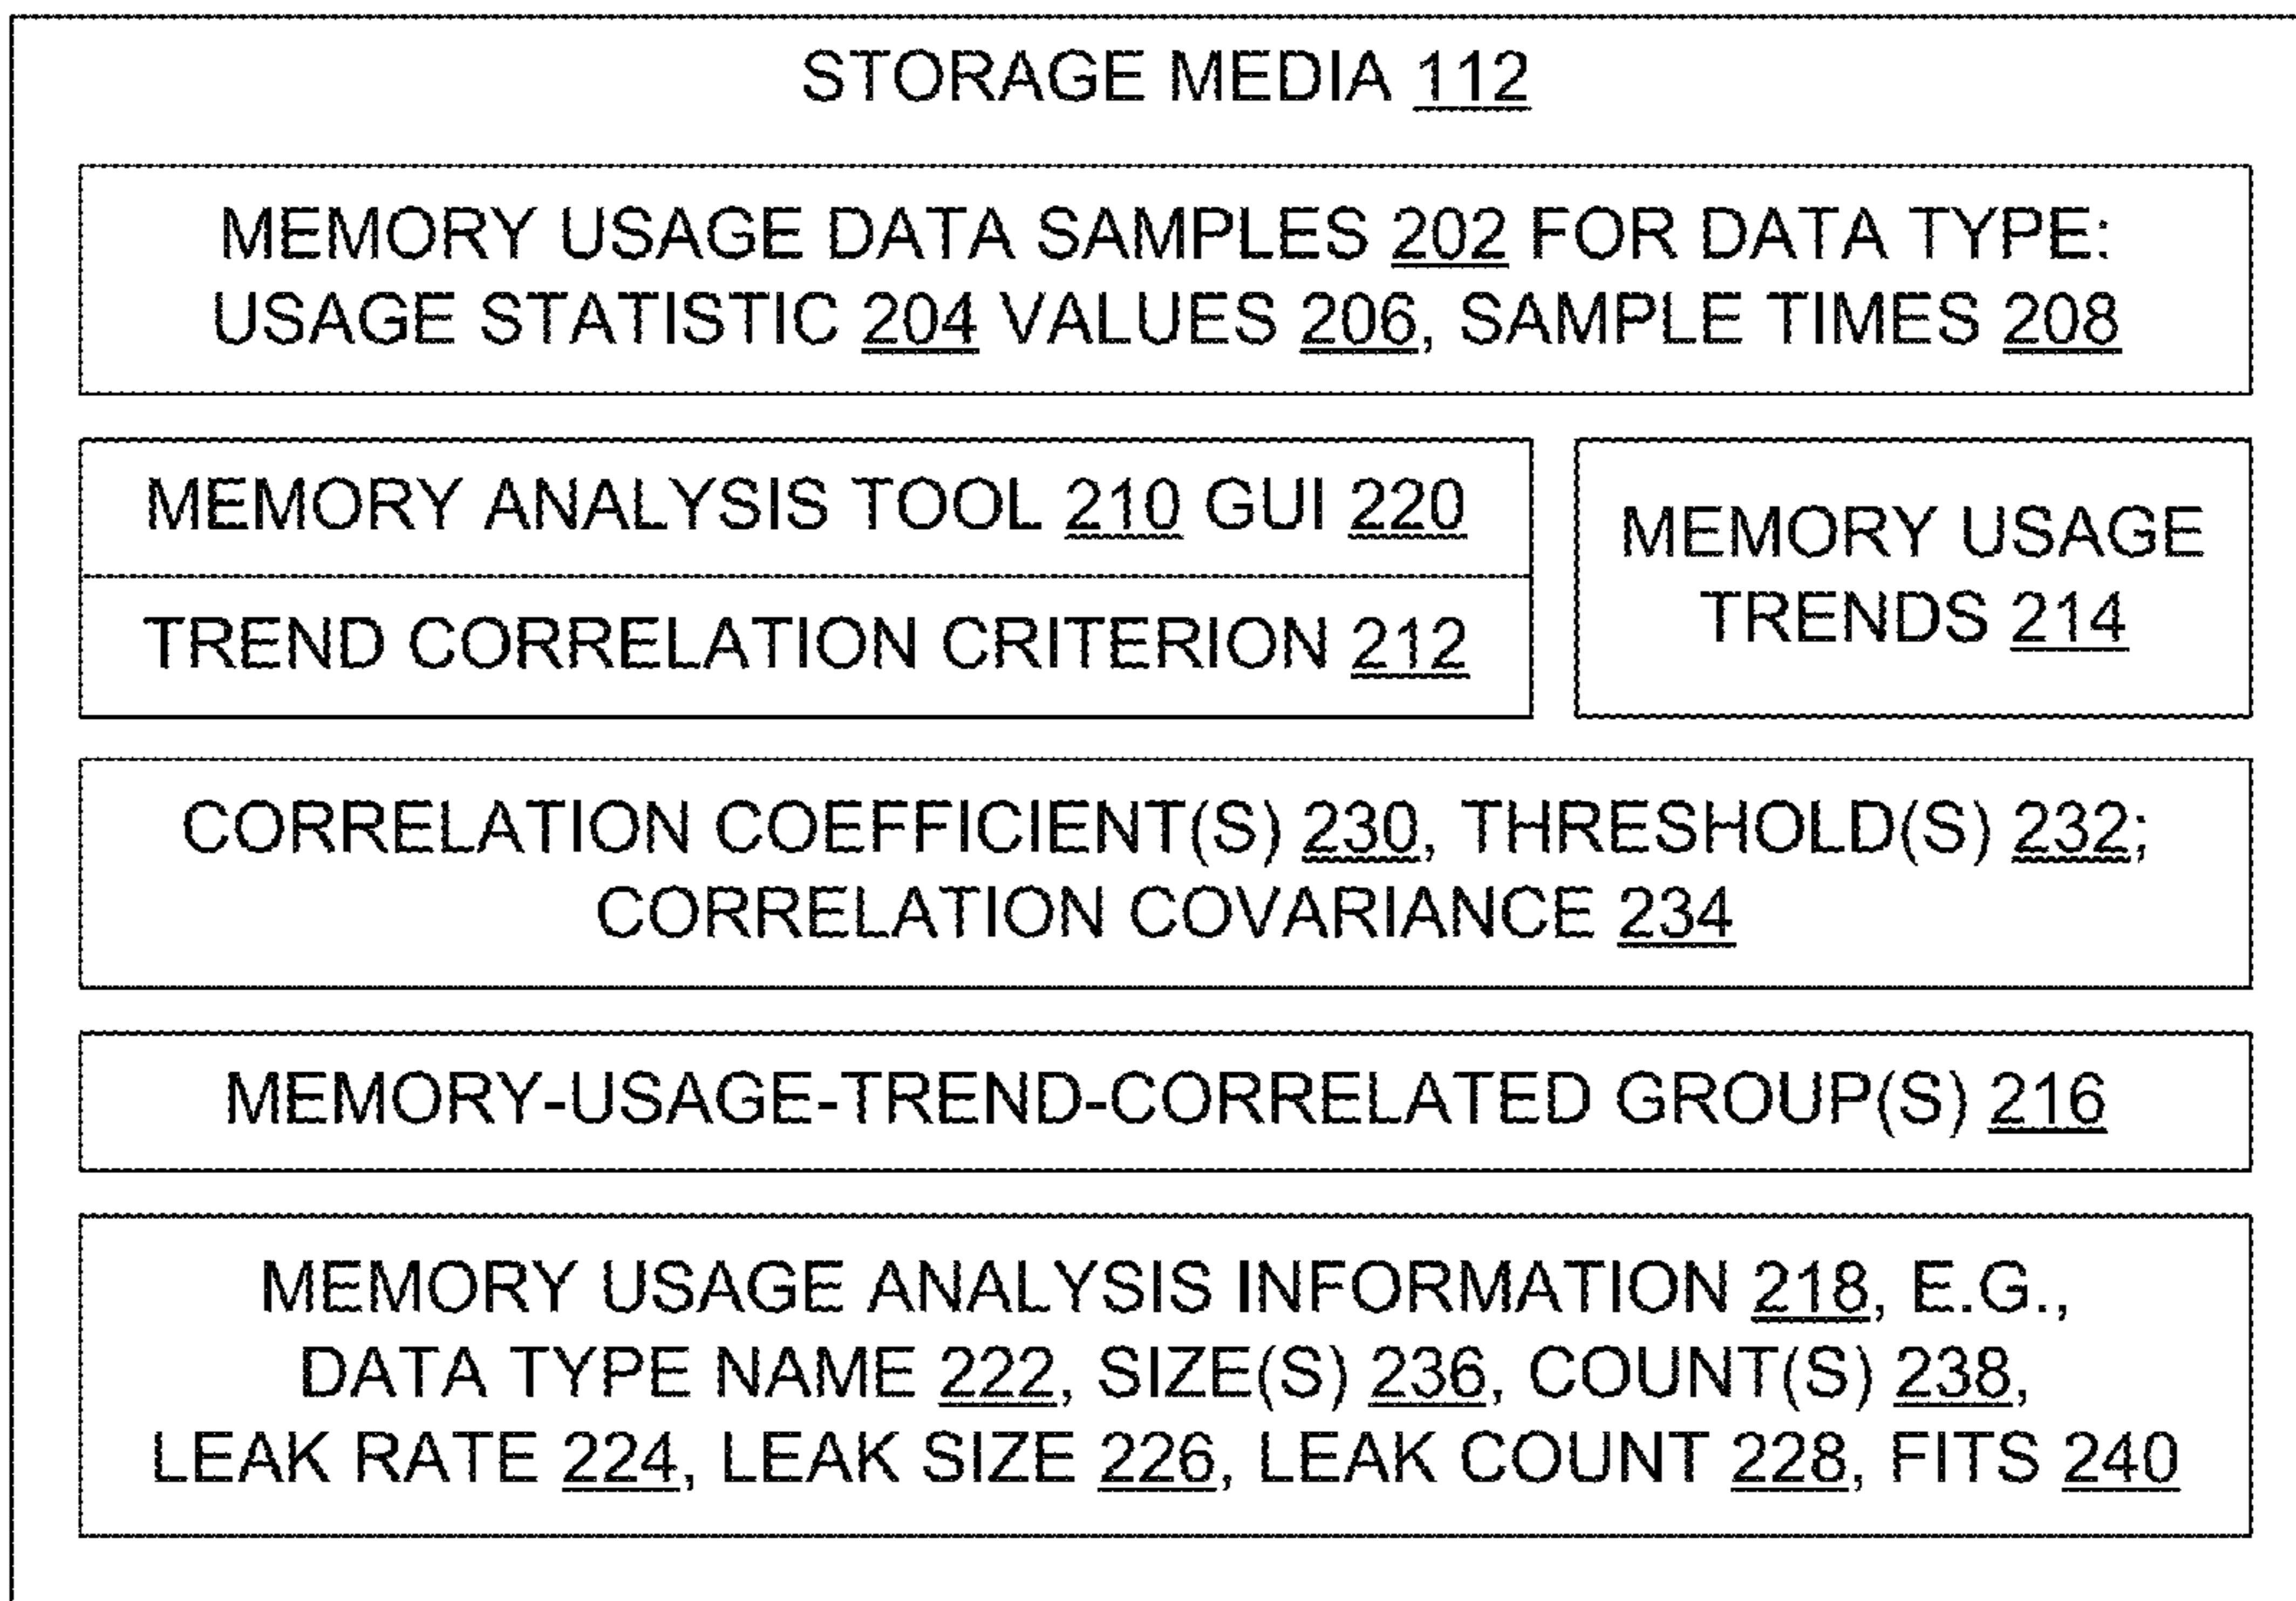 STORAGE MEDIA 112
MEMORY USAGE DATA SAMPLES 202 FOR DATA TYPE:
USAGE STATISTIC 204 VALUES 206, SAMPLE TIMES 208
MEMORY ANALYSIS TOOL 210 GUI 220
TREND CORRELATION CRITERION 212
MEMORY USAGE
TRENDS 214
CORRELATION COEFFICIENT(S) 230, THRESHOLD(S) 232;
CORRELATION COVARIANCE 234
MEMORY-USAGE-TREND-CORRELATED GROUP(S) 216
MEMORY USAGE ANALYSIS INFORMATION 218, E.G.,
DATA TYPE NAME 222, SIZE(S) 236, COUNT(S) 238,
LEAK RATE 224, LEAK SIZE 226, LEAK COUNT 228, FITS 240